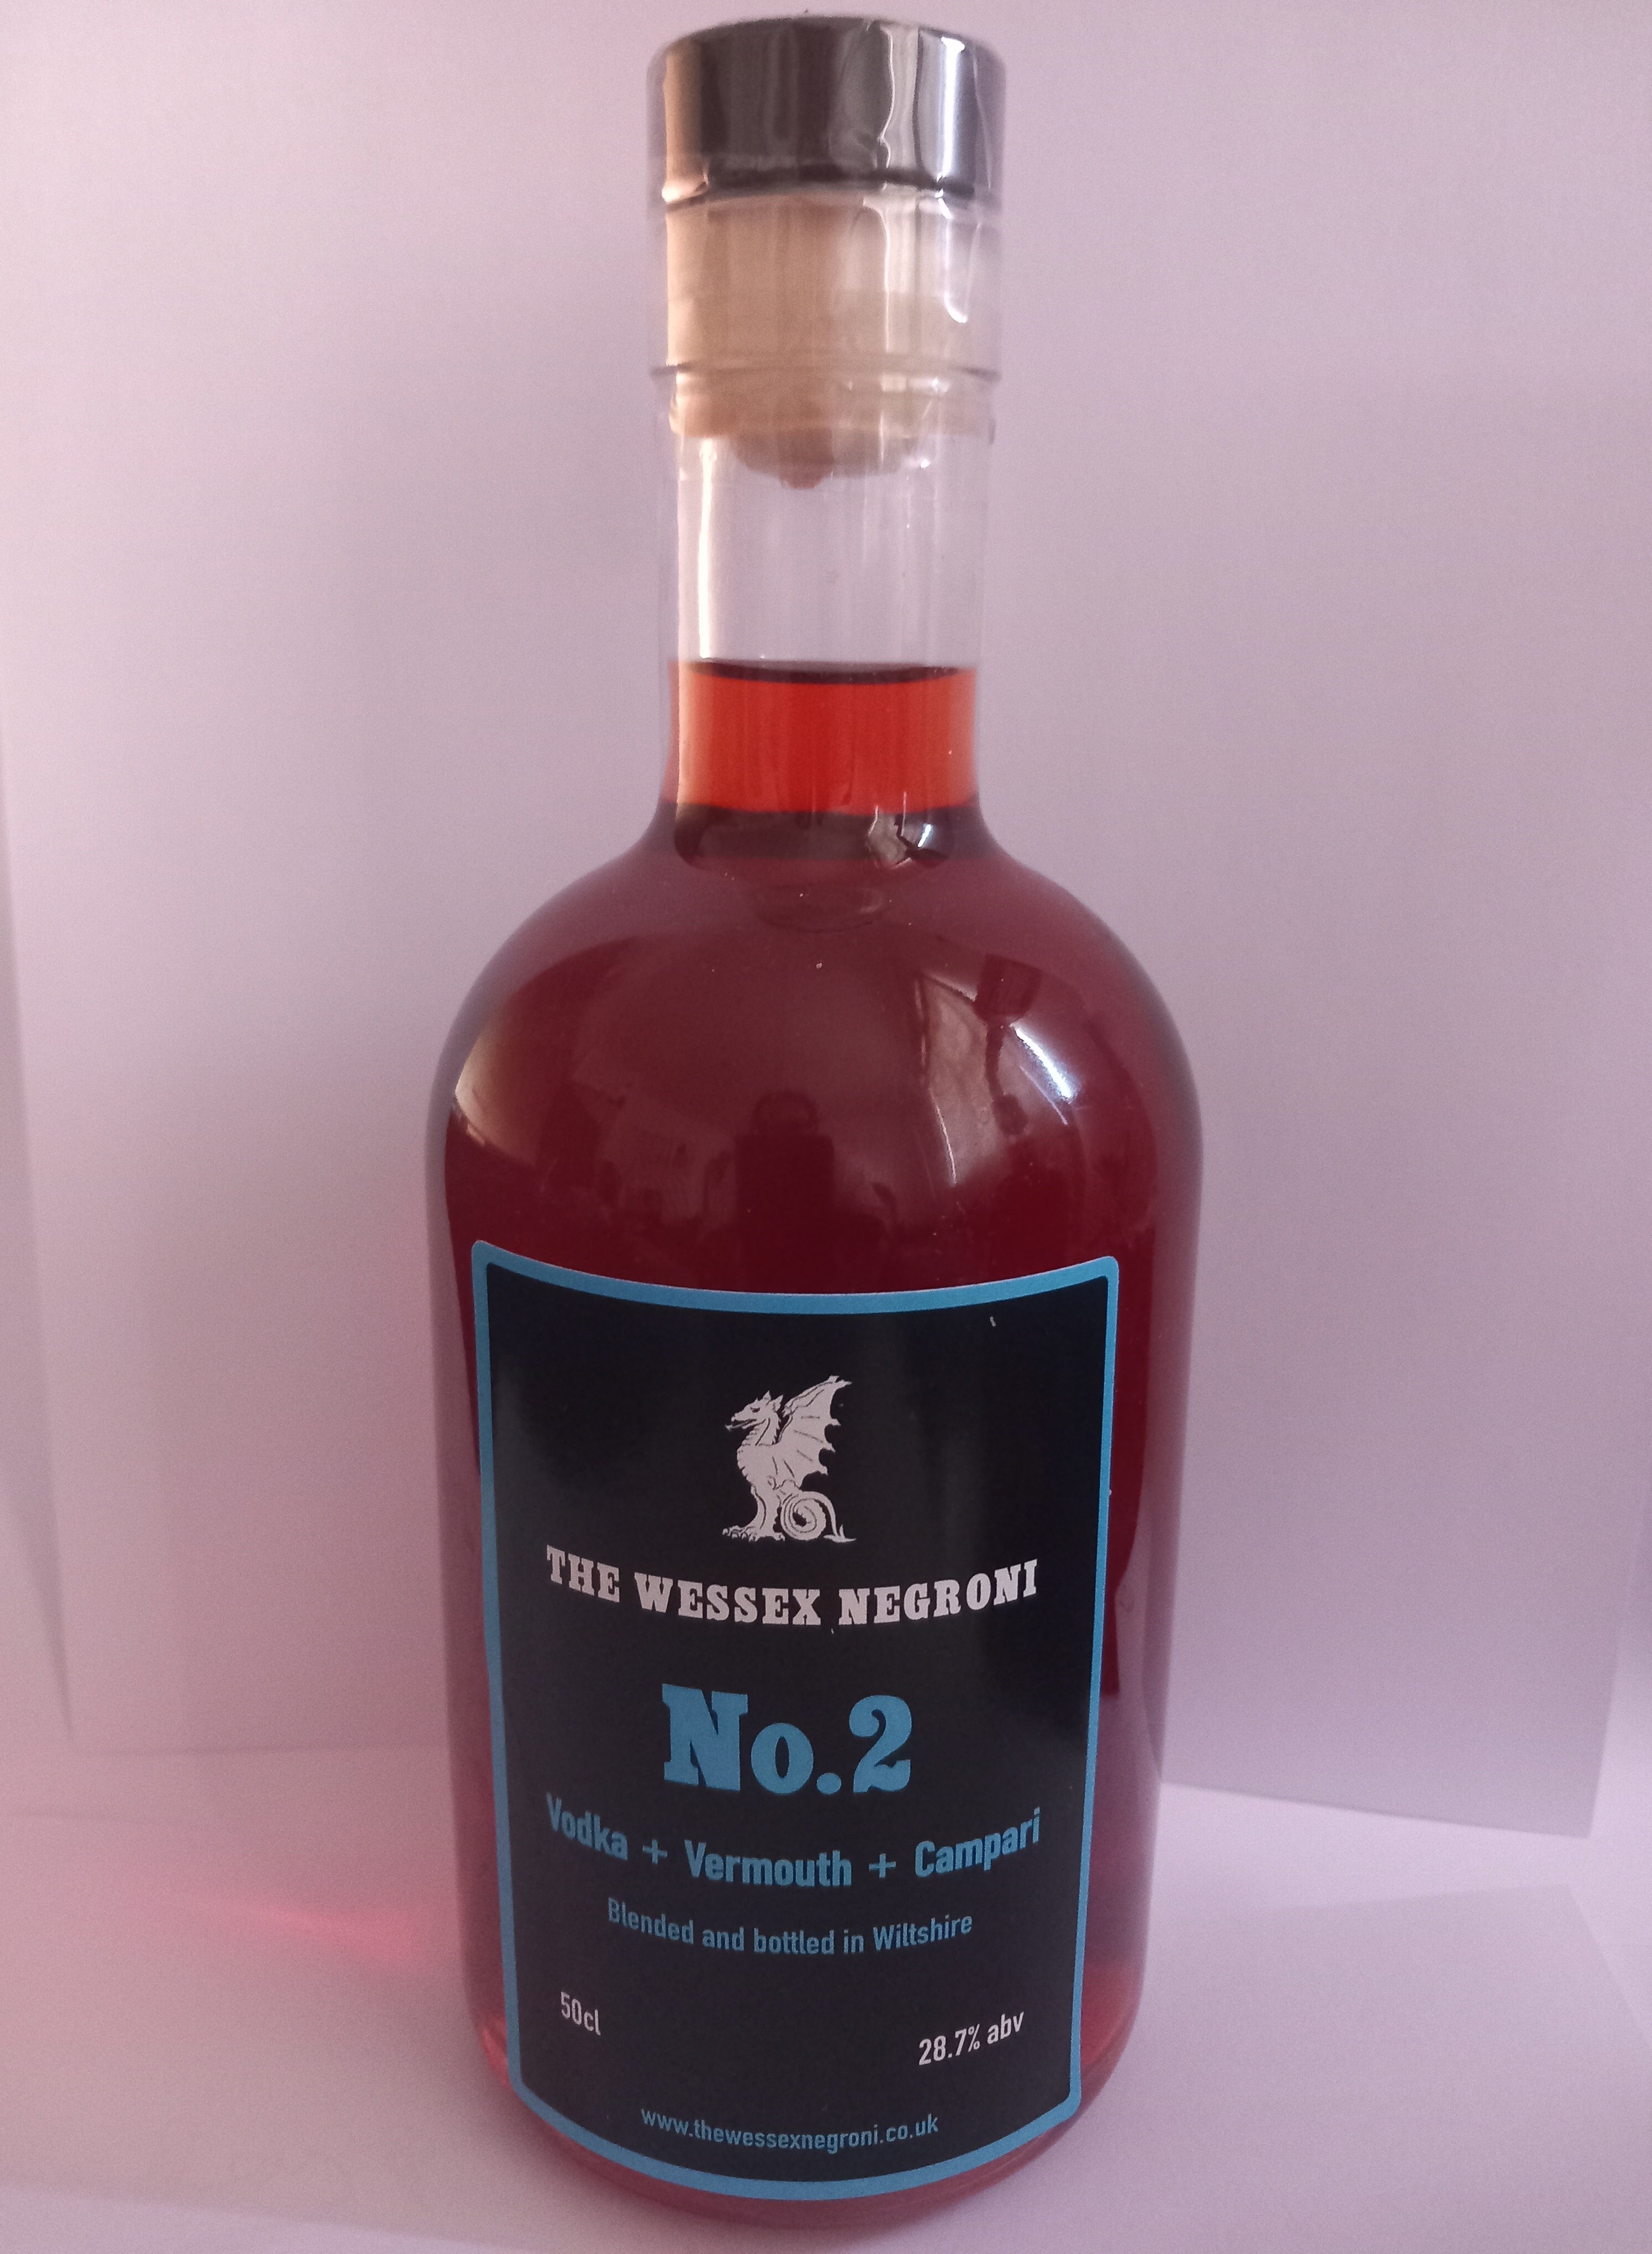 THE WESSEX NEGRONI
No.2
Vodka + Vermouth + Campari
Blended and bottled in Wiltshire
50cl
28.7% abv
www.thewessexnegroni.co.uk